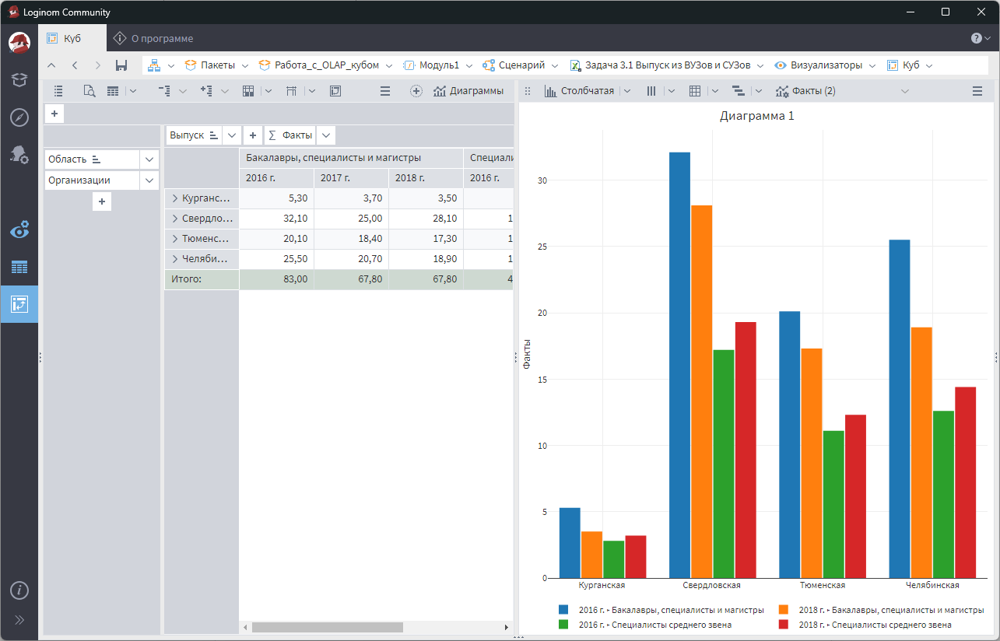 Loginom Community
Куб
О программе
?
Пакеты
Работа_с_OLAP_кубом
Модуль1
Сценарий
Задача 3.1 Выпуск из ВУЗов и СУЗов
Визуализаторы
Куб
Диаграммы
Столбчатая
Факты (2)
+
Выпуск
+
Σ Факты
Область
Организации
+
Бакалавры, специалисты и магистры
Специали
2016 г. 2017 г. 2018 г. 2016 г.
Курганс... 5,30 3,70 3,50
Свердло... 32,10 25,00 28,10 1
Тюменс... 20,10 18,40 17,30 1
Челяби... 25,50 20,70 18,90 1
Итого: 83,00 67,80 67,80 4
Диаграмма 1
Факты
30
25
20
15
10
5
0
Курганская Свердловская Тюменская Челябинская
2016 г. ▸ Бакалавры, специалисты и магистры
2018 г. ▸ Бакалавры, специалисты и магистры
2016 г. ▸ Специалисты среднего звена
2018 г. ▸ Специалисты среднего звена